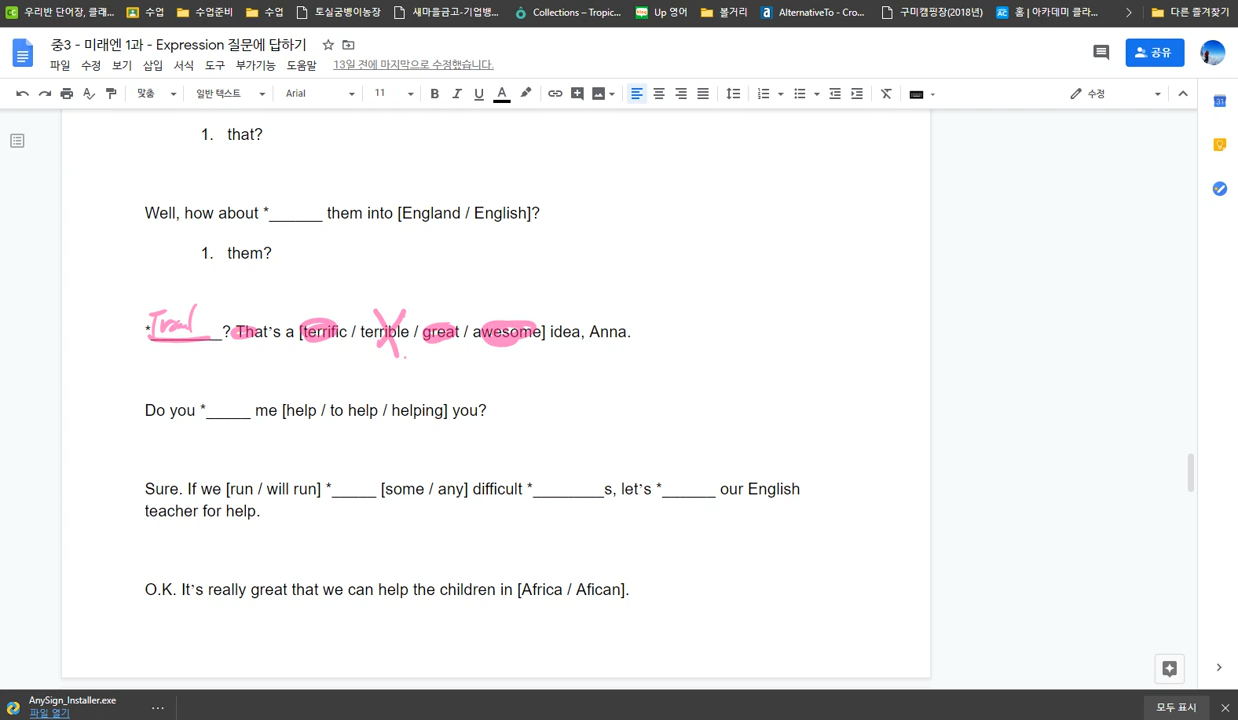 우리반 단어장, 클래... 수업 수업준비 수업 토실궁뱅이농장 새마을금고-기업뱅... Collections – Tropic... Up 영어 볼거리 AlternativeTo - Cro... 구미캠핑장(2018년) 홈 | 아카데미 클라... 다른 즐겨찾기
중3 - 미래엔 1과 - Expression 질문에 답하기
파일 수정 보기 삽입 서식 도구 부가기능 도움말 13일 전에 마지막으로 수정했습니다.
공유
맞춤 일반 텍스트 Arial 11 B I U A 수정
1. that?
Well, how about *______ them into [England / English]?
1. them?
*________? That's a [terrific / terrible / great / awesome] idea, Anna.
Do you *_____ me [help / to help / helping] you?
Sure. If we [run / will run] *_____ [some / any] difficult *________s, let's *______ our English
teacher for help.
O.K. It's really great that we can help the children in [Africa / Afican].
AnySign_Installer.exe
파일 열기
모두 표시